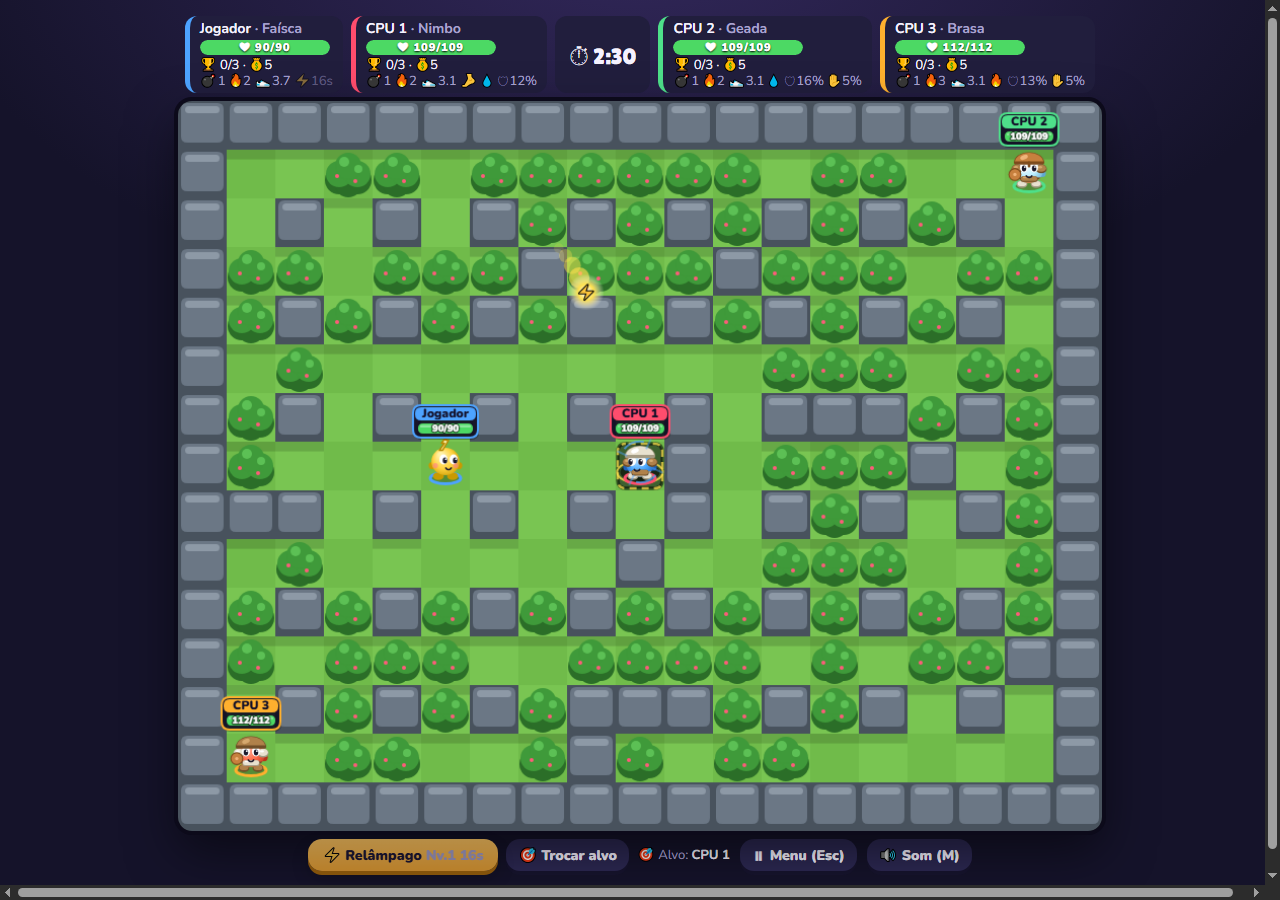 Jogador · Faísca
90/90
0/3 · 5
1 2 3.7 16s
CPU 1 · Nimbo
109/109
0/3 · 5
1 2 3.1 12%
2:30
CPU 2 · Geada
109/109
0/3 · 5
1 2 3.1 16% 5%
CPU 3 · Brasa
112/112
0/3 · 5
1 3 3.1 13% 5%
CPU 2
109/109
Jogador
90/90
CPU 1
109/109
CPU 3
112/112
Relâmpago Nv.1 16s
Trocar alvo
Alvo: CPU 1
Menu (Esc)
Som (M)